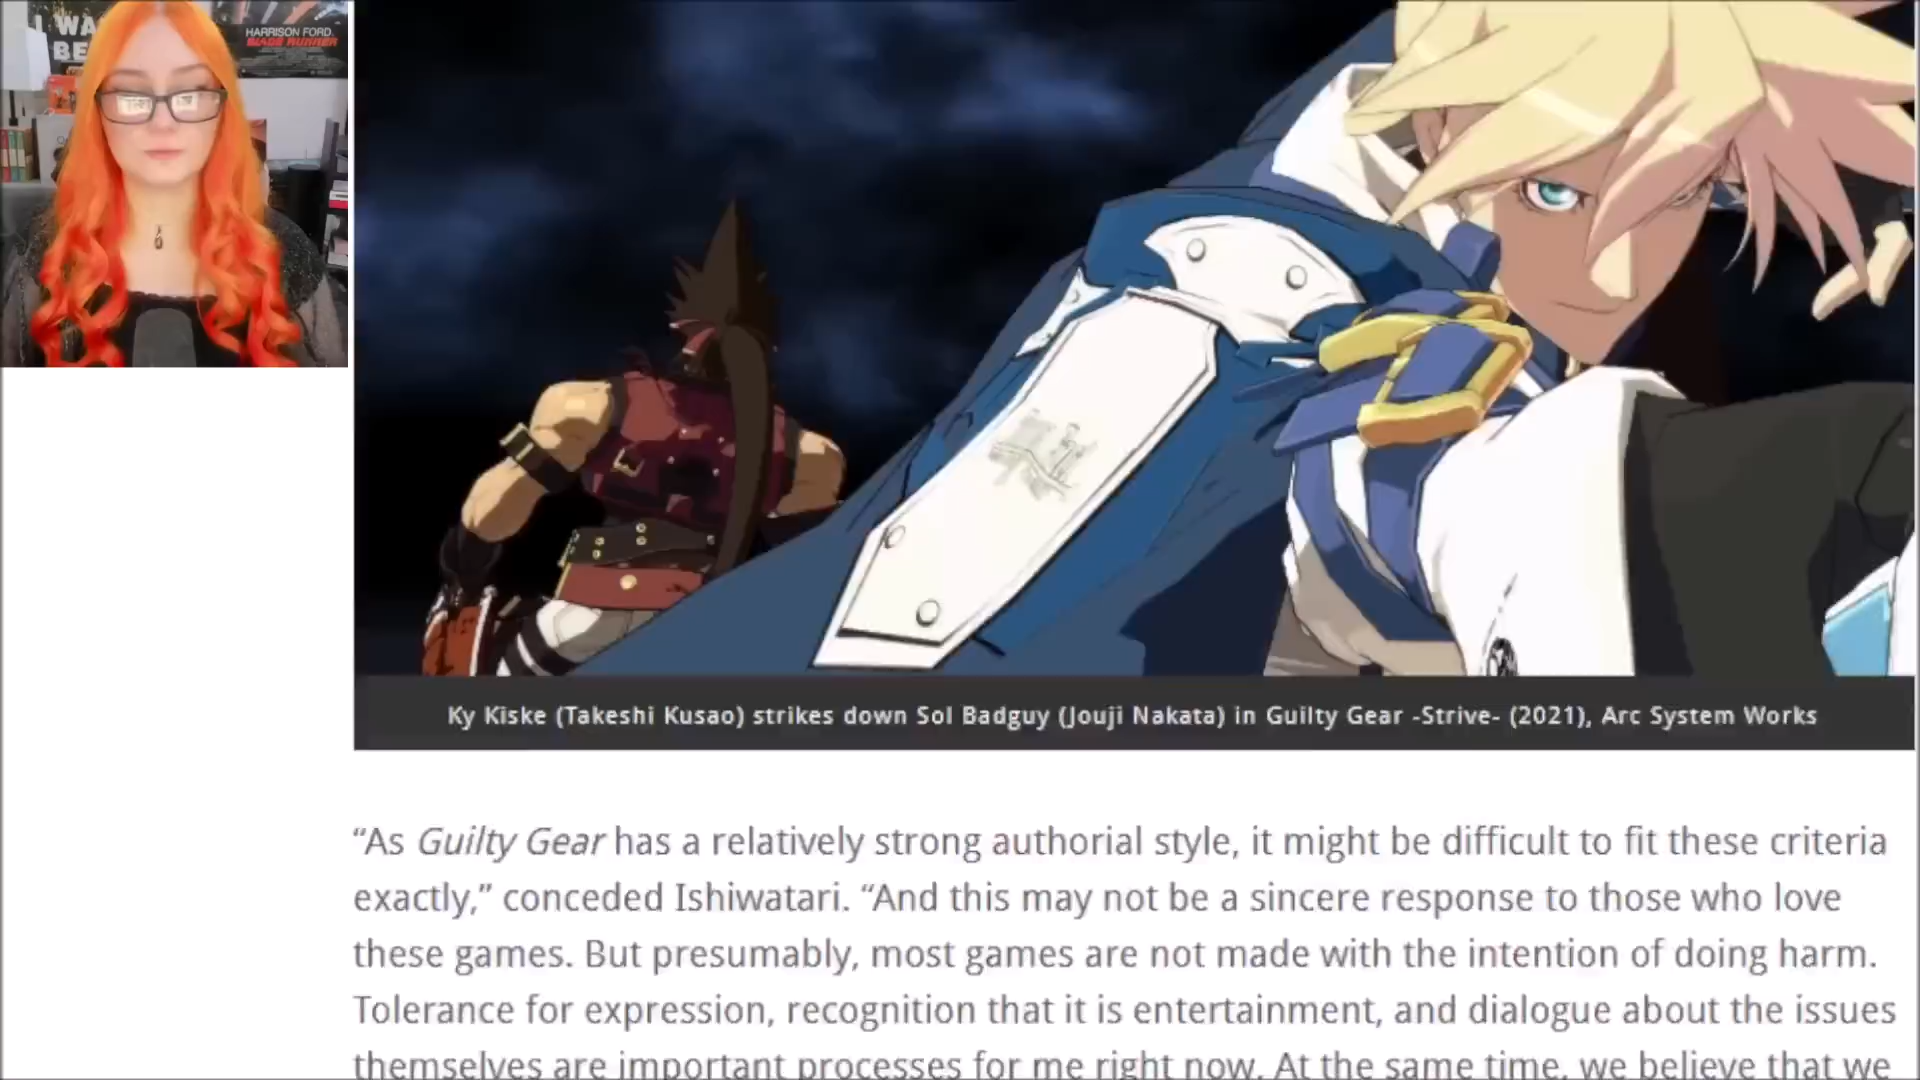 I WA
BE
HARRISON FORD.
BLADE RUNNER
Ky Kiske (Takeshi Kusao) strikes down Sol Badguy (Jouji Nakata) in Guilty Gear -Strive- (2021), Arc System Works
“As Guilty Gear has a relatively strong authorial style, it might be difficult to fit these criteria
exactly,” conceded Ishiwatari. “And this may not be a sincere response to those who love
these games. But presumably, most games are not made with the intention of doing harm.
Tolerance for expression, recognition that it is entertainment, and dialogue about the issues
themselves are important processes for me right now. At the same time, we believe that we